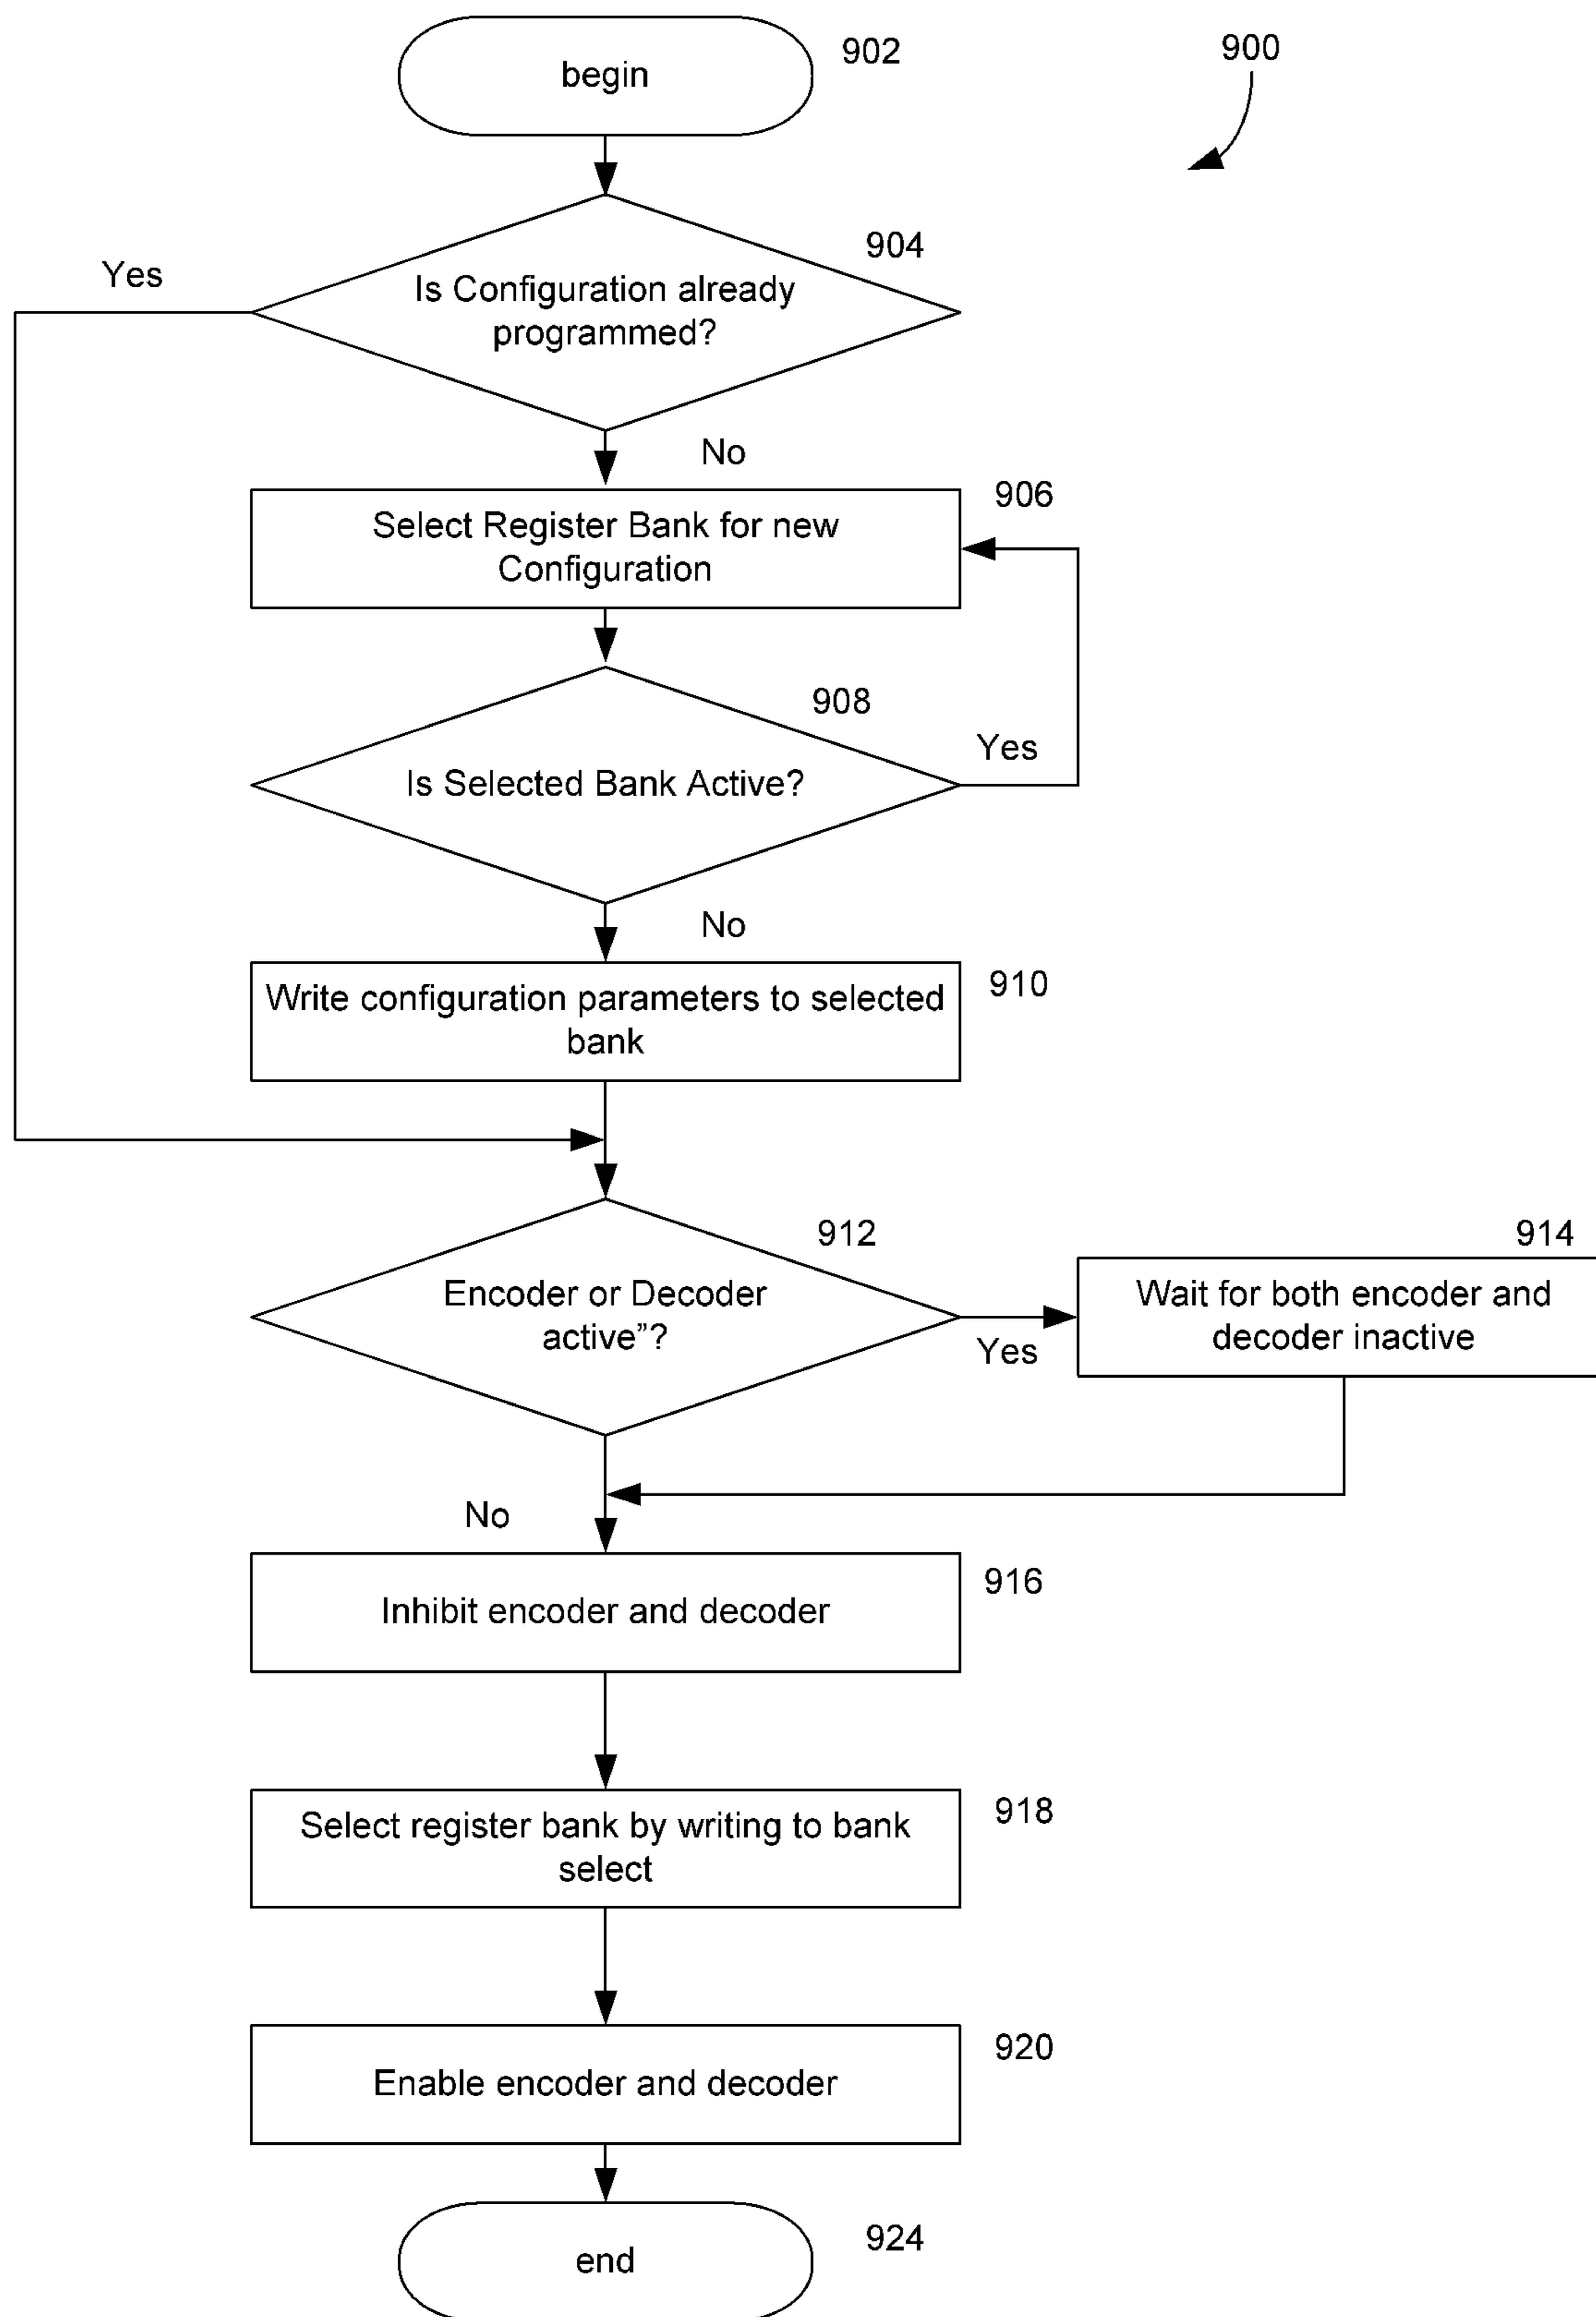 begin
902
900
904
Yes
Is Configuration already
programmed?
No
906
Select Register Bank for new
Configuration
908
Yes
Is Selected Bank Active?
No
910
Write configuration parameters to selected
bank
912
914
Encoder or Decoder
active”?
Wait for both encoder and
decoder inactive
Yes
No
916
Inhibit encoder and decoder
918
Select register bank by writing to bank
select
920
Enable encoder and decoder
924
end